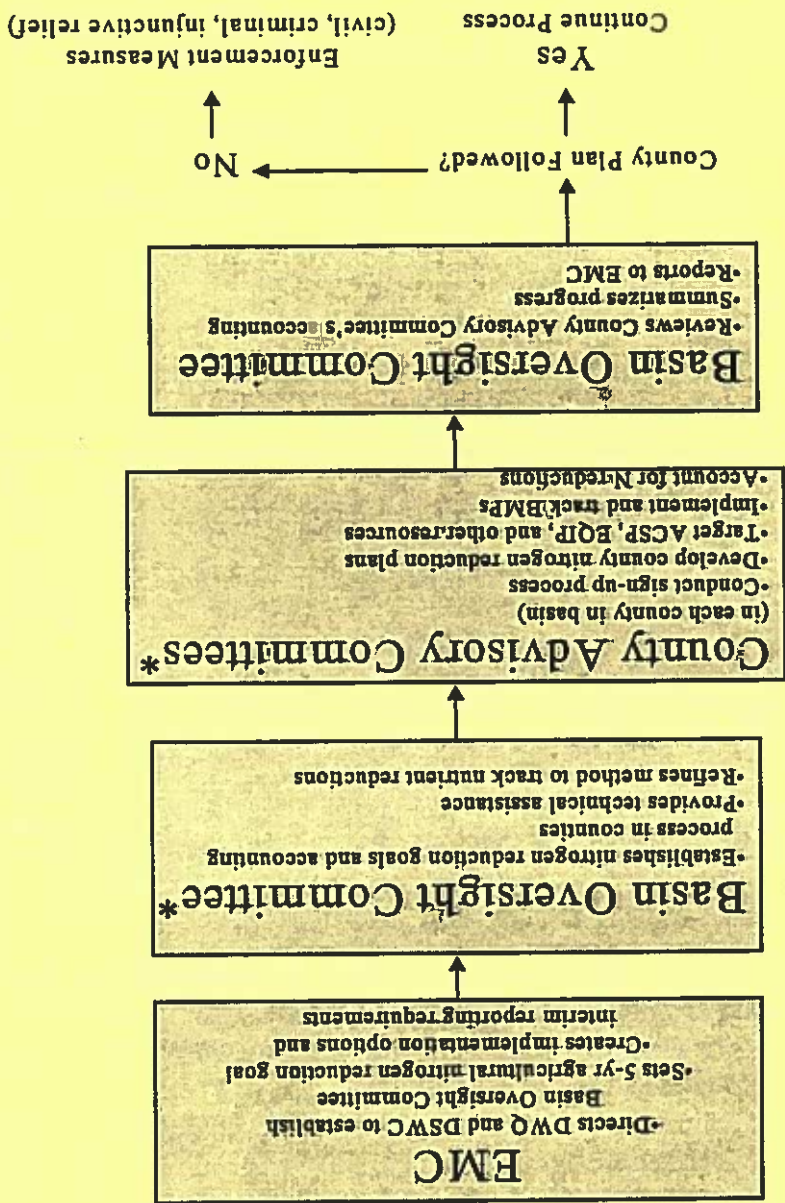 EMC
•Directs DWQ and DSWC to establish
Basin Oversight Committee
•Sets 5-yr agricultural nitrogen reduction goal
•Creates implementation options and
interim reporting requirements
Basin Oversight Committee*
•Establishes nitrogen reduction goals and accounting
process in counties
•Provides technical assistance
•Refines method to track nutrient reductions
County Advisory Committees*
(in each county in basin)
•Conduct sign-up process
•Develop county nitrogen reduction plans
•Target ACSP, EQIP, and other resources
•Implement and track BMPs
•Account for N reductions
Basin Oversight Committee
•Reviews County Advisory Committee's accounting
•Summarizes progress
•Reports to EMC
County Plan Followed?
No
Yes
Continue Process
Enforcement Measures
(civil, criminal, injunctive relief)